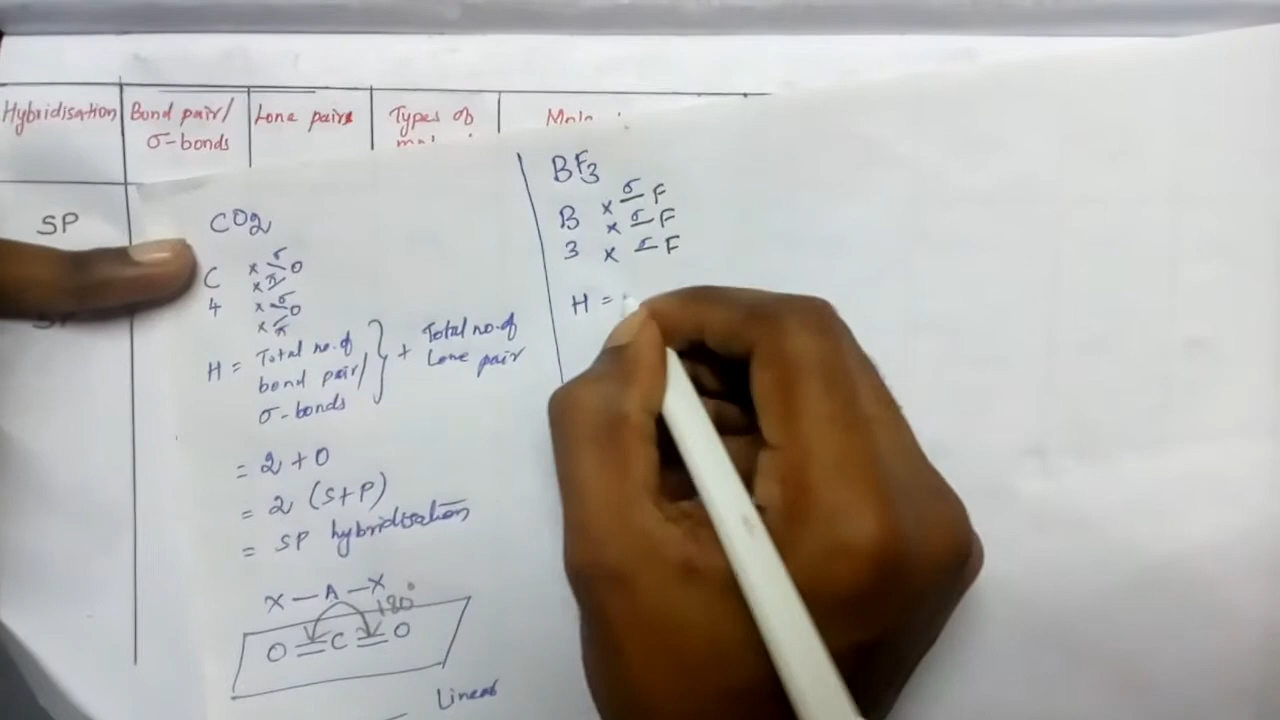 Hybridisation
Bond pair/
σ-bonds
Lone pairs
Types of
SP
CO2
C × σ O
× π
4 × σ O
× π
H = Total no. of
bond pair/
σ-bonds
+ Total no. of
Lone pair
= 2 + 0
= 2 (S+P)
= SP hybridisation
X — A — X
180°
O = C = O
Linear
BF3
B × σ F
× σ F
3 × σ F
H =